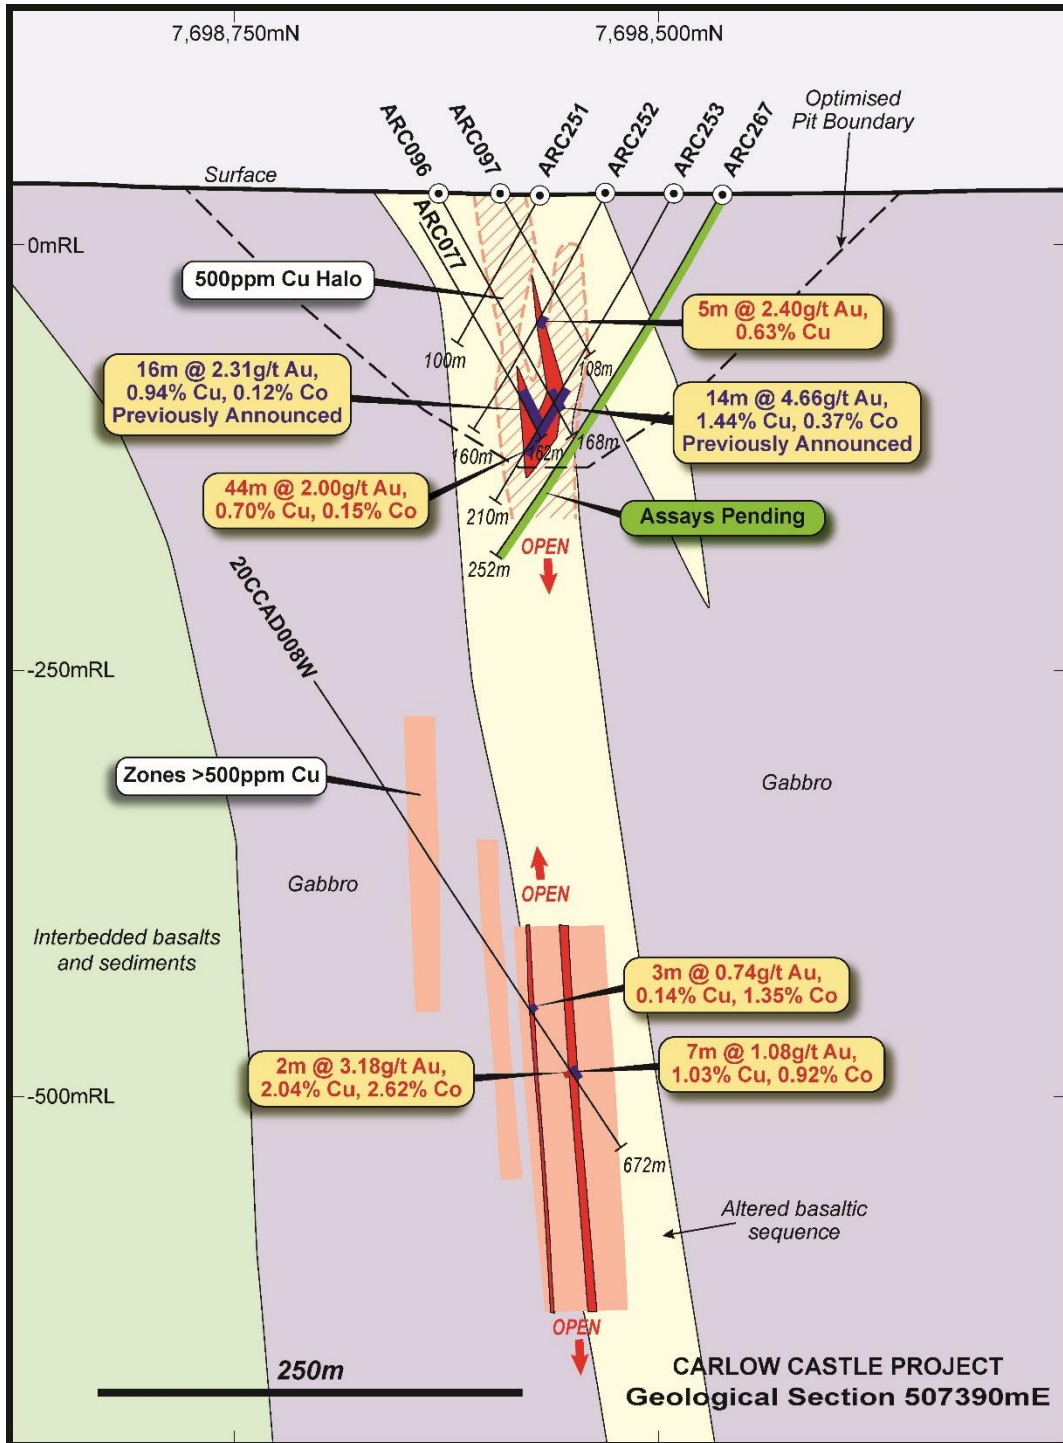 7,698,750mN
7,698,500mN
ARC096
ARC097
ARC251
ARC252
ARC253
ARC267
Optimised
Pit Boundary
Surface
ARC077
0mRL
500ppm Cu Halo
5m @ 2.40g/t Au,
0.63% Cu
100m
108m
16m @ 2.31g/t Au,
0.94% Cu, 0.12% Co
Previously Announced
14m @ 4.66g/t Au,
1.44% Cu, 0.37% Co
Previously Announced
160m
162m
168m
44m @ 2.00g/t Au,
0.70% Cu, 0.15% Co
210m
Assays Pending
252m
OPEN
20CCAD008W
-250mRL
Zones >500ppm Cu
Gabbro
Gabbro
OPEN
Interbedded basalts
and sediments
3m @ 0.74g/t Au,
0.14% Cu, 1.35% Co
2m @ 3.18g/t Au,
2.04% Cu, 2.62% Co
7m @ 1.08g/t Au,
1.03% Cu, 0.92% Co
-500mRL
672m
Altered basaltic
sequence
OPEN
250m
CARLOW CASTLE PROJECT
Geological Section 507390mE